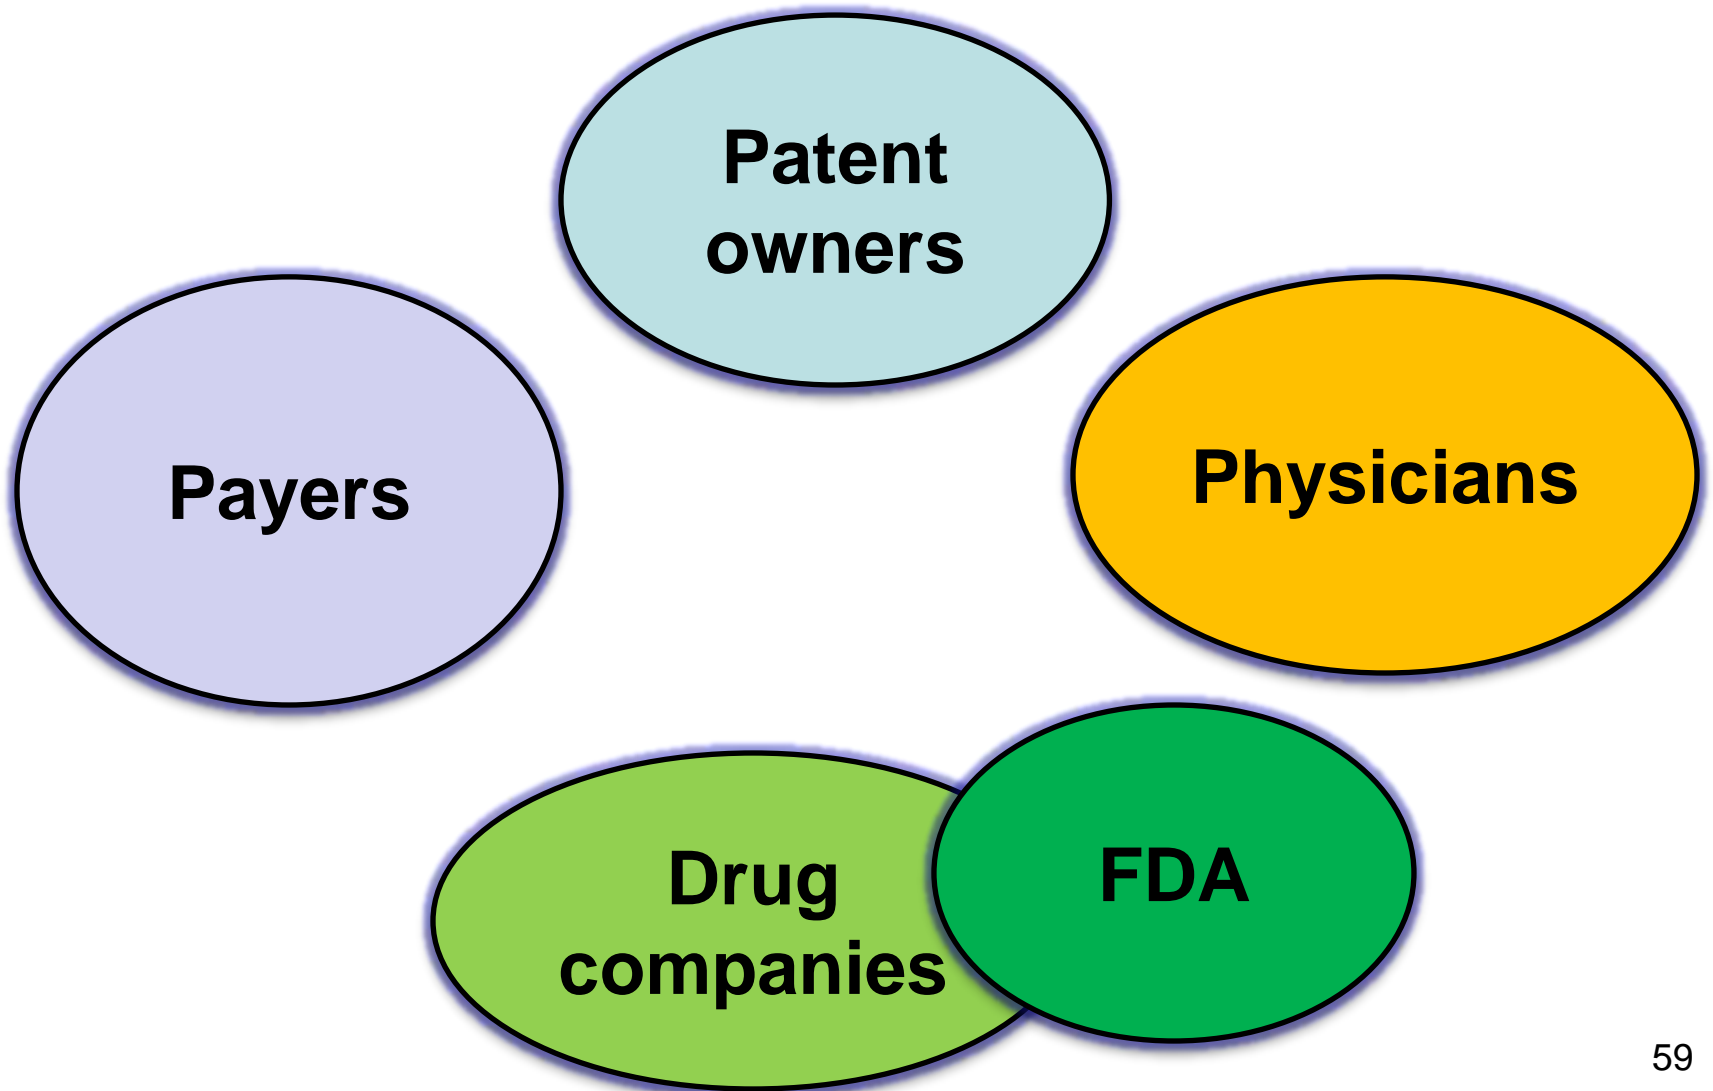 Patent
owners
Payers
Physicians
Drug
companies
FDA
59